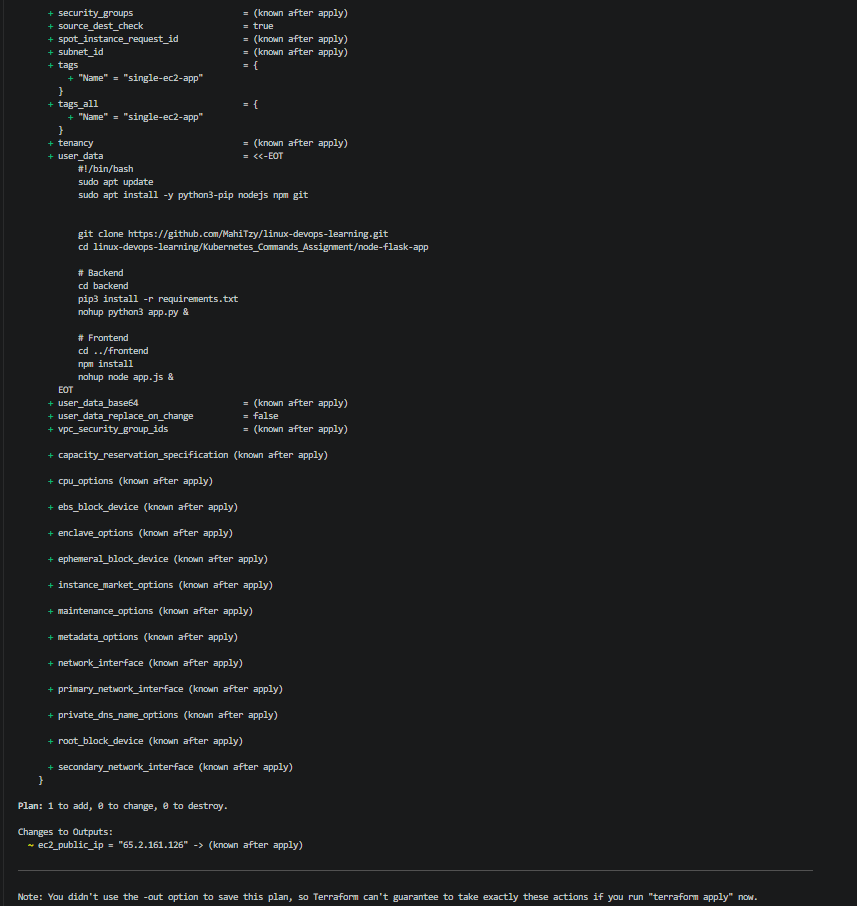 + security_groups = (known after apply)
+ source_dest_check = true
+ spot_instance_request_id = (known after apply)
+ subnet_id = (known after apply)
+ tags = {
+ "Name" = "single-ec2-app"
}
+ tags_all = {
+ "Name" = "single-ec2-app"
}
+ tenancy = (known after apply)
+ user_data = <<-EOT
#!/bin/bash
sudo apt update
sudo apt install -y python3-pip nodejs npm git
git clone https://github.com/MahiTzy/linux-devops-learning.git
cd linux-devops-learning/Kubernetes_Commands_Assignment/node-flask-app
# Backend
cd backend
pip3 install -r requirements.txt
nohup python3 app.py &
# Frontend
cd ../frontend
npm install
nohup node app.js &
EOT
+ user_data_base64 = (known after apply)
+ user_data_replace_on_change = false
+ vpc_security_group_ids = (known after apply)
+ capacity_reservation_specification (known after apply)
+ cpu_options (known after apply)
+ ebs_block_device (known after apply)
+ enclave_options (known after apply)
+ ephemeral_block_device (known after apply)
+ instance_market_options (known after apply)
+ maintenance_options (known after apply)
+ metadata_options (known after apply)
+ network_interface (known after apply)
+ primary_network_interface (known after apply)
+ private_dns_name_options (known after apply)
+ root_block_device (known after apply)
+ secondary_network_interface (known after apply)
}
Plan: 1 to add, 0 to change, 0 to destroy.
Changes to Outputs:
~ ec2_public_ip = "65.2.161.126" -> (known after apply)
Note: You didn't use the -out option to save this plan, so Terraform can't guarantee to take exactly these actions if you run "terraform apply" now.